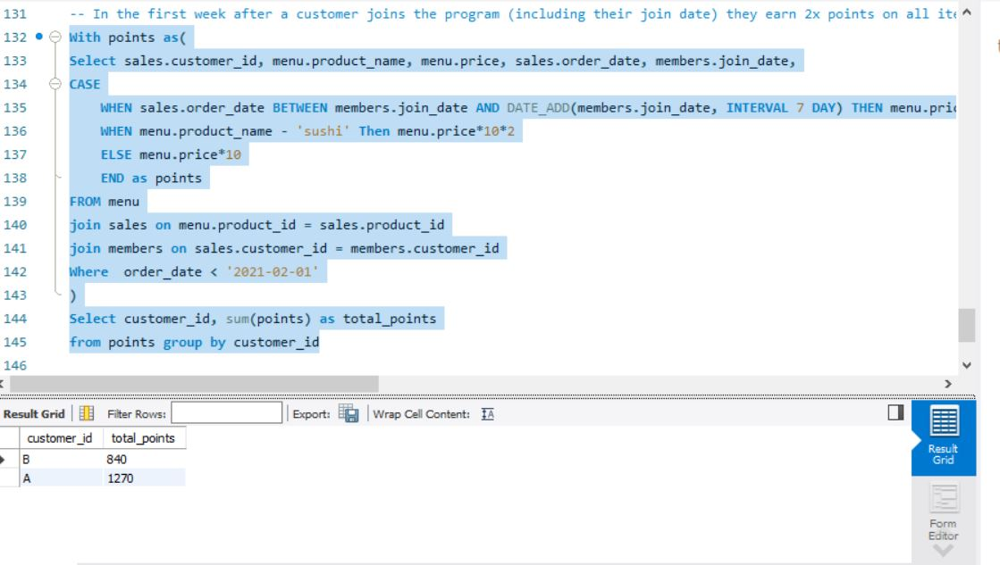 131 -- In the first week after a customer joins the program (including their join date) they earn 2x points on all ite
132 With points as(
133 Select sales.customer_id, menu.product_name, menu.price, sales.order_date, members.join_date,
134 CASE
135 WHEN sales.order_date BETWEEN members.join_date AND DATE_ADD(members.join_date, INTERVAL 7 DAY) THEN menu.pric
136 WHEN menu.product_name - 'sushi' Then menu.price*10*2
137 ELSE menu.price*10
138 END as points
139 FROM menu
140 join sales on menu.product_id = sales.product_id
141 join members on sales.customer_id = members.customer_id
142 Where order_date < '2021-02-01'
143 )
144 Select customer_id, sum(points) as total_points
145 from points group by customer_id
146
Result Grid Filter Rows: Export: Wrap Cell Content: IA
customer_id total_points
B 840
A 1270
Result
Grid
Form
Editor